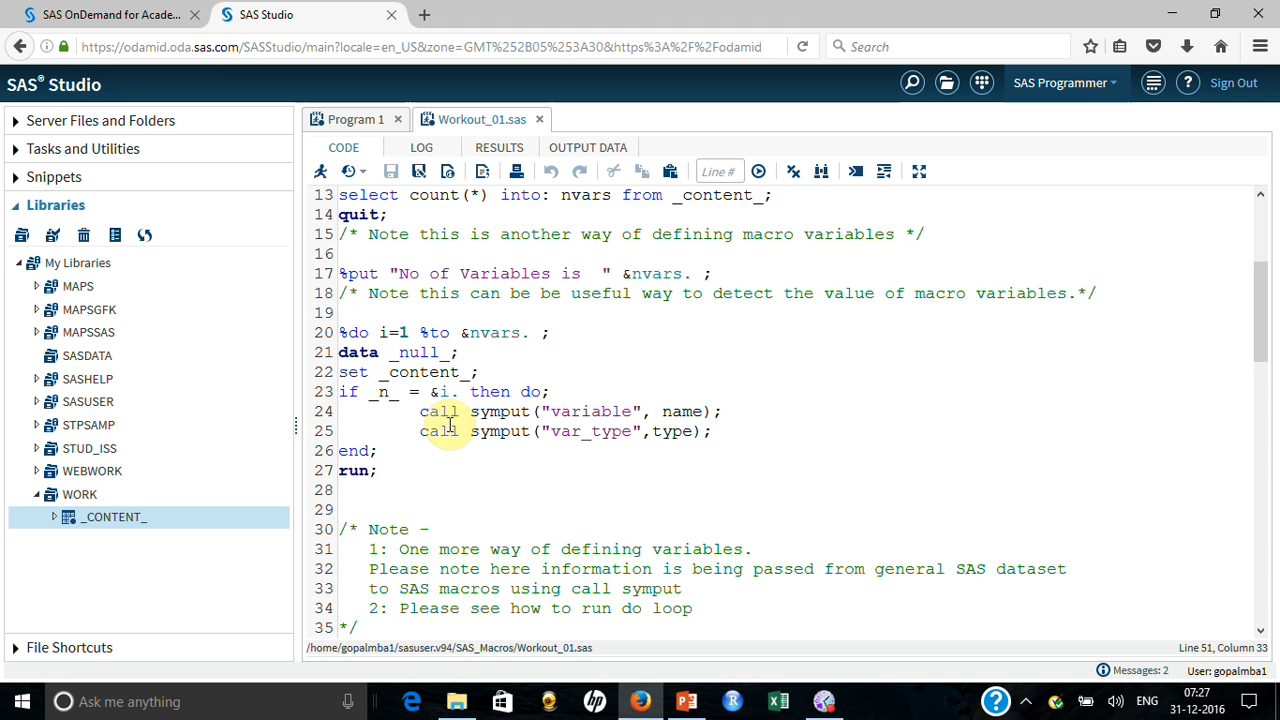 SAS OnDemand for Acade...
SAS Studio
https://odamid.oda.sas.com/SASStudio/main?locale=en_US&zone=GMT%252B05%253A30&https%3A%2F%2Fodamid
Search
SAS® Studio
SAS Programmer
Sign Out
Server Files and Folders
Tasks and Utilities
Snippets
Libraries
My Libraries
MAPS
MAPSGFK
MAPSSAS
SASDATA
SASHELP
SASUSER
STPSAMP
STUD_ISS
WEBWORK
WORK
_CONTENT_
File Shortcuts
Program 1
Workout_01.sas
CODE LOG RESULTS OUTPUT DATA
Line #
13 select count(*) into: nvars from _content_;
14 quit;
15 /* Note this is another way of defining macro variables */
16
17 %put "No of Variables is  " &nvars. ;
18 /* Note this can be be useful way to detect the value of macro variables.*/
19
20 %do i=1 %to &nvars. ;
21 data _null_;
22 set _content_;
23 if _n_ = &i. then do;
24         call symput("variable", name);
25         call symput("var_type",type);
26 end;
27 run;
28
29
30 /* Note -
31    1: One more way of defining variables.
32    Please note here information is being passed from general SAS dataset
33    to SAS macros using call symput
34    2: Please see how to run do loop
35 */
/home/gopalmba1/sasuser.v94/SAS_Macros/Workout_01.sas
Line 51, Column 33
Messages: 2
User: gopalmba1
Ask me anything
ENG
07:27
31-12-2016